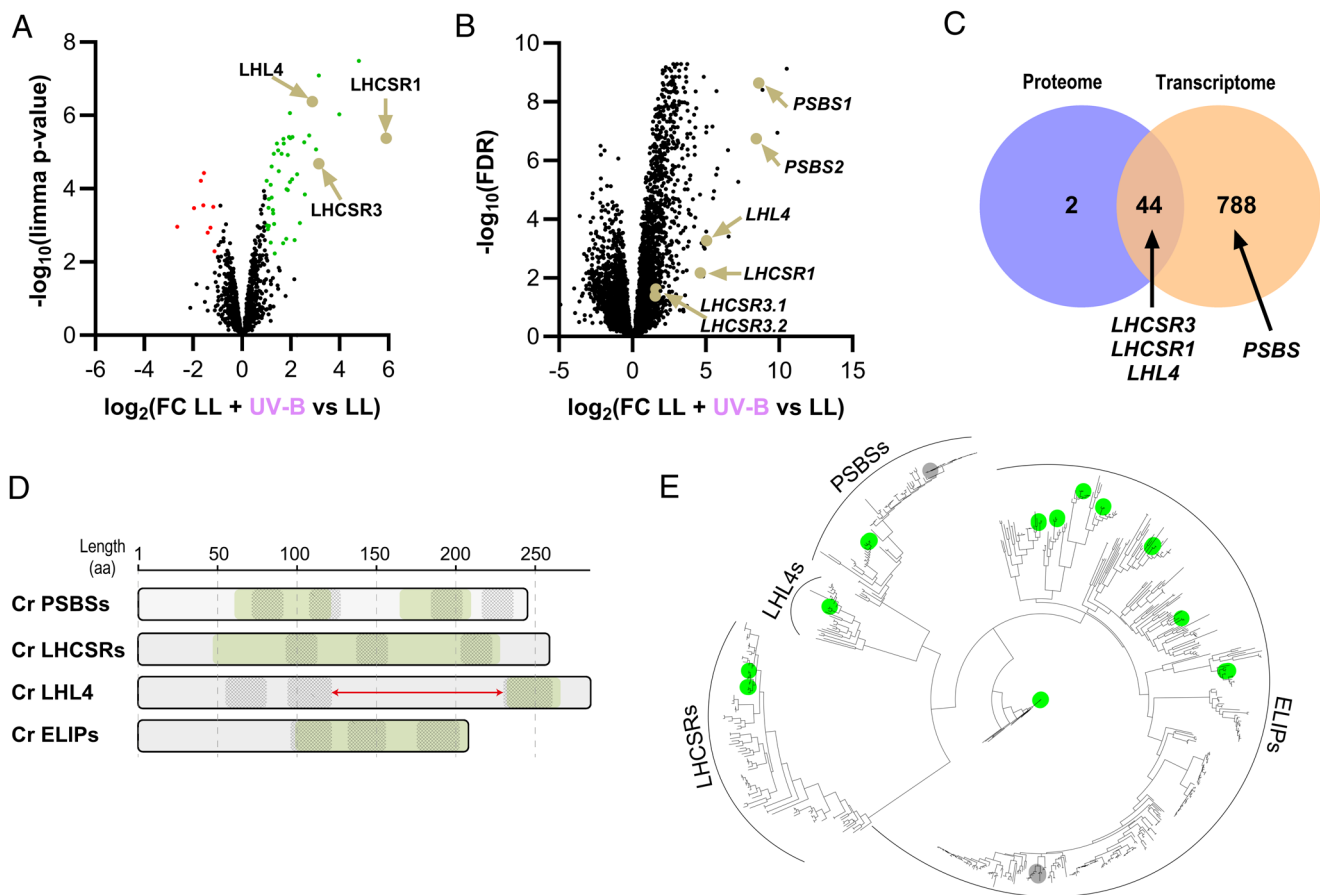 A
8
6
4
2
0
-6
-4
-2
0
2
4
6
-log10(limma p-value)
log2(FC LL + UV-B vs LL)
LHL4
LHCSR1
LHCSR3
B
10
8
6
4
2
0
-5
0
5
10
15
-log10(FDR)
log2(FC LL + UV-B vs LL)
PSBS1
PSBS2
LHL4
LHCSR1
LHCSR3.1
LHCSR3.2
C
Proteome
Transcriptome
2
44
788
LHCSR3
LHCSR1
LHL4
PSBS
D
Length
(aa)
1
50
100
150
200
250
Cr PSBSs
Cr LHCSRs
Cr LHL4
Cr ELIPs
E
PSBSs
LHL4s
LHCSRs
ELIPs